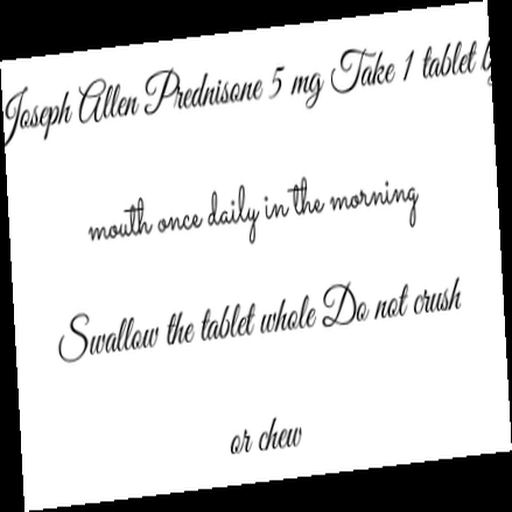 Joseph Allen Prednisone 5 mg Take 1 tablet
mouth once daily in the morning
Swallow the tablet whole Do not crush
or chew